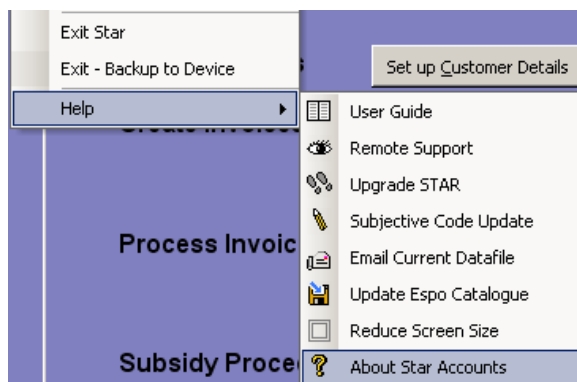 Exit Star
Exit - Backup to Device
Set up Customer Details
Help
User Guide
Remote Support
Upgrade STAR
Subjective Code Update
Process Invoic
Email Current Datafile
Update Espo Catalogue
Reduce Screen Size
Subsidy Proce
About Star Accounts